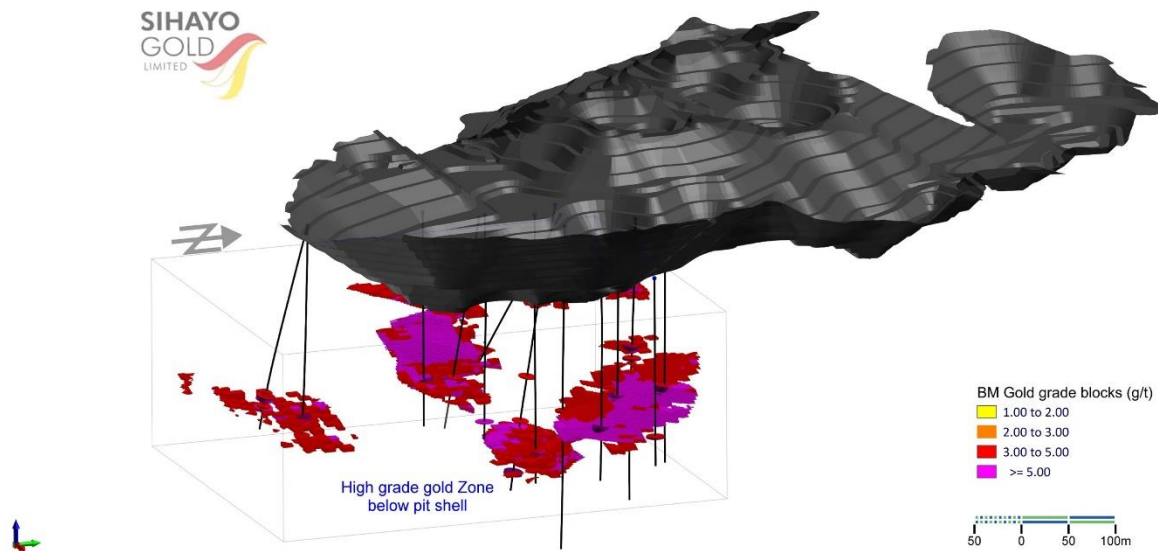 SIHAYO
GOLD
LIMITED
N
High grade gold Zone
below pit shell
BM Gold grade blocks (g/t)
1.00 to 2.00
2.00 to 3.00
3.00 to 5.00
>= 5.00
50 0 50 100m